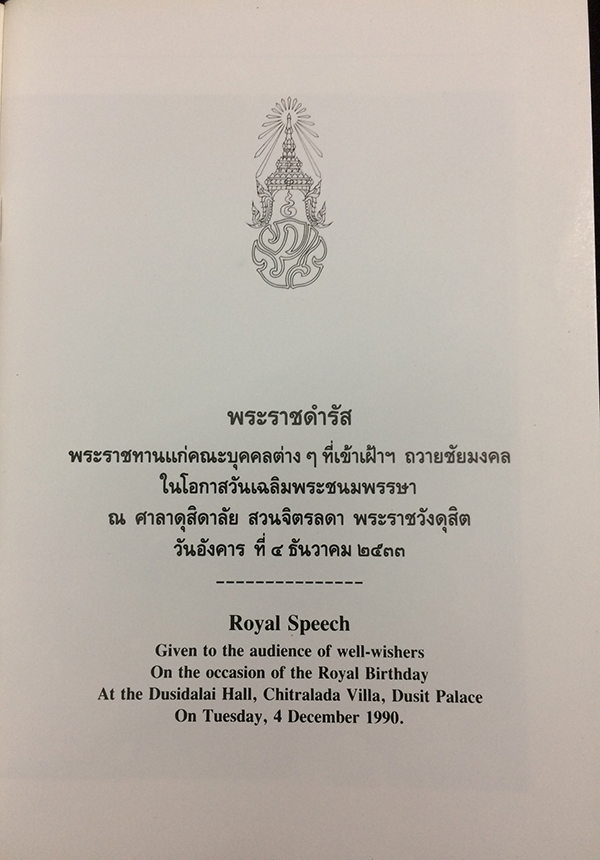 พระราชดำรัส
พระราชทานแก่คณะบุคคลต่าง ๆ ที่เข้าเฝ้าฯ ถวายชัยมงคล
ในโอกาสวันเฉลิมพระชนมพรรษา
ณ ศาลาดุสิดาลัย สวนจิตรลดา พระราชวังดุสิต
วันอังคาร ที่ ๔ ธันวาคม ๒๕๓๓
Royal Speech
Given to the audience of well-wishers
On the occasion of the Royal Birthday
At the Dusidalai Hall, Chitralada Villa, Dusit Palace
On Tuesday, 4 December 1990.